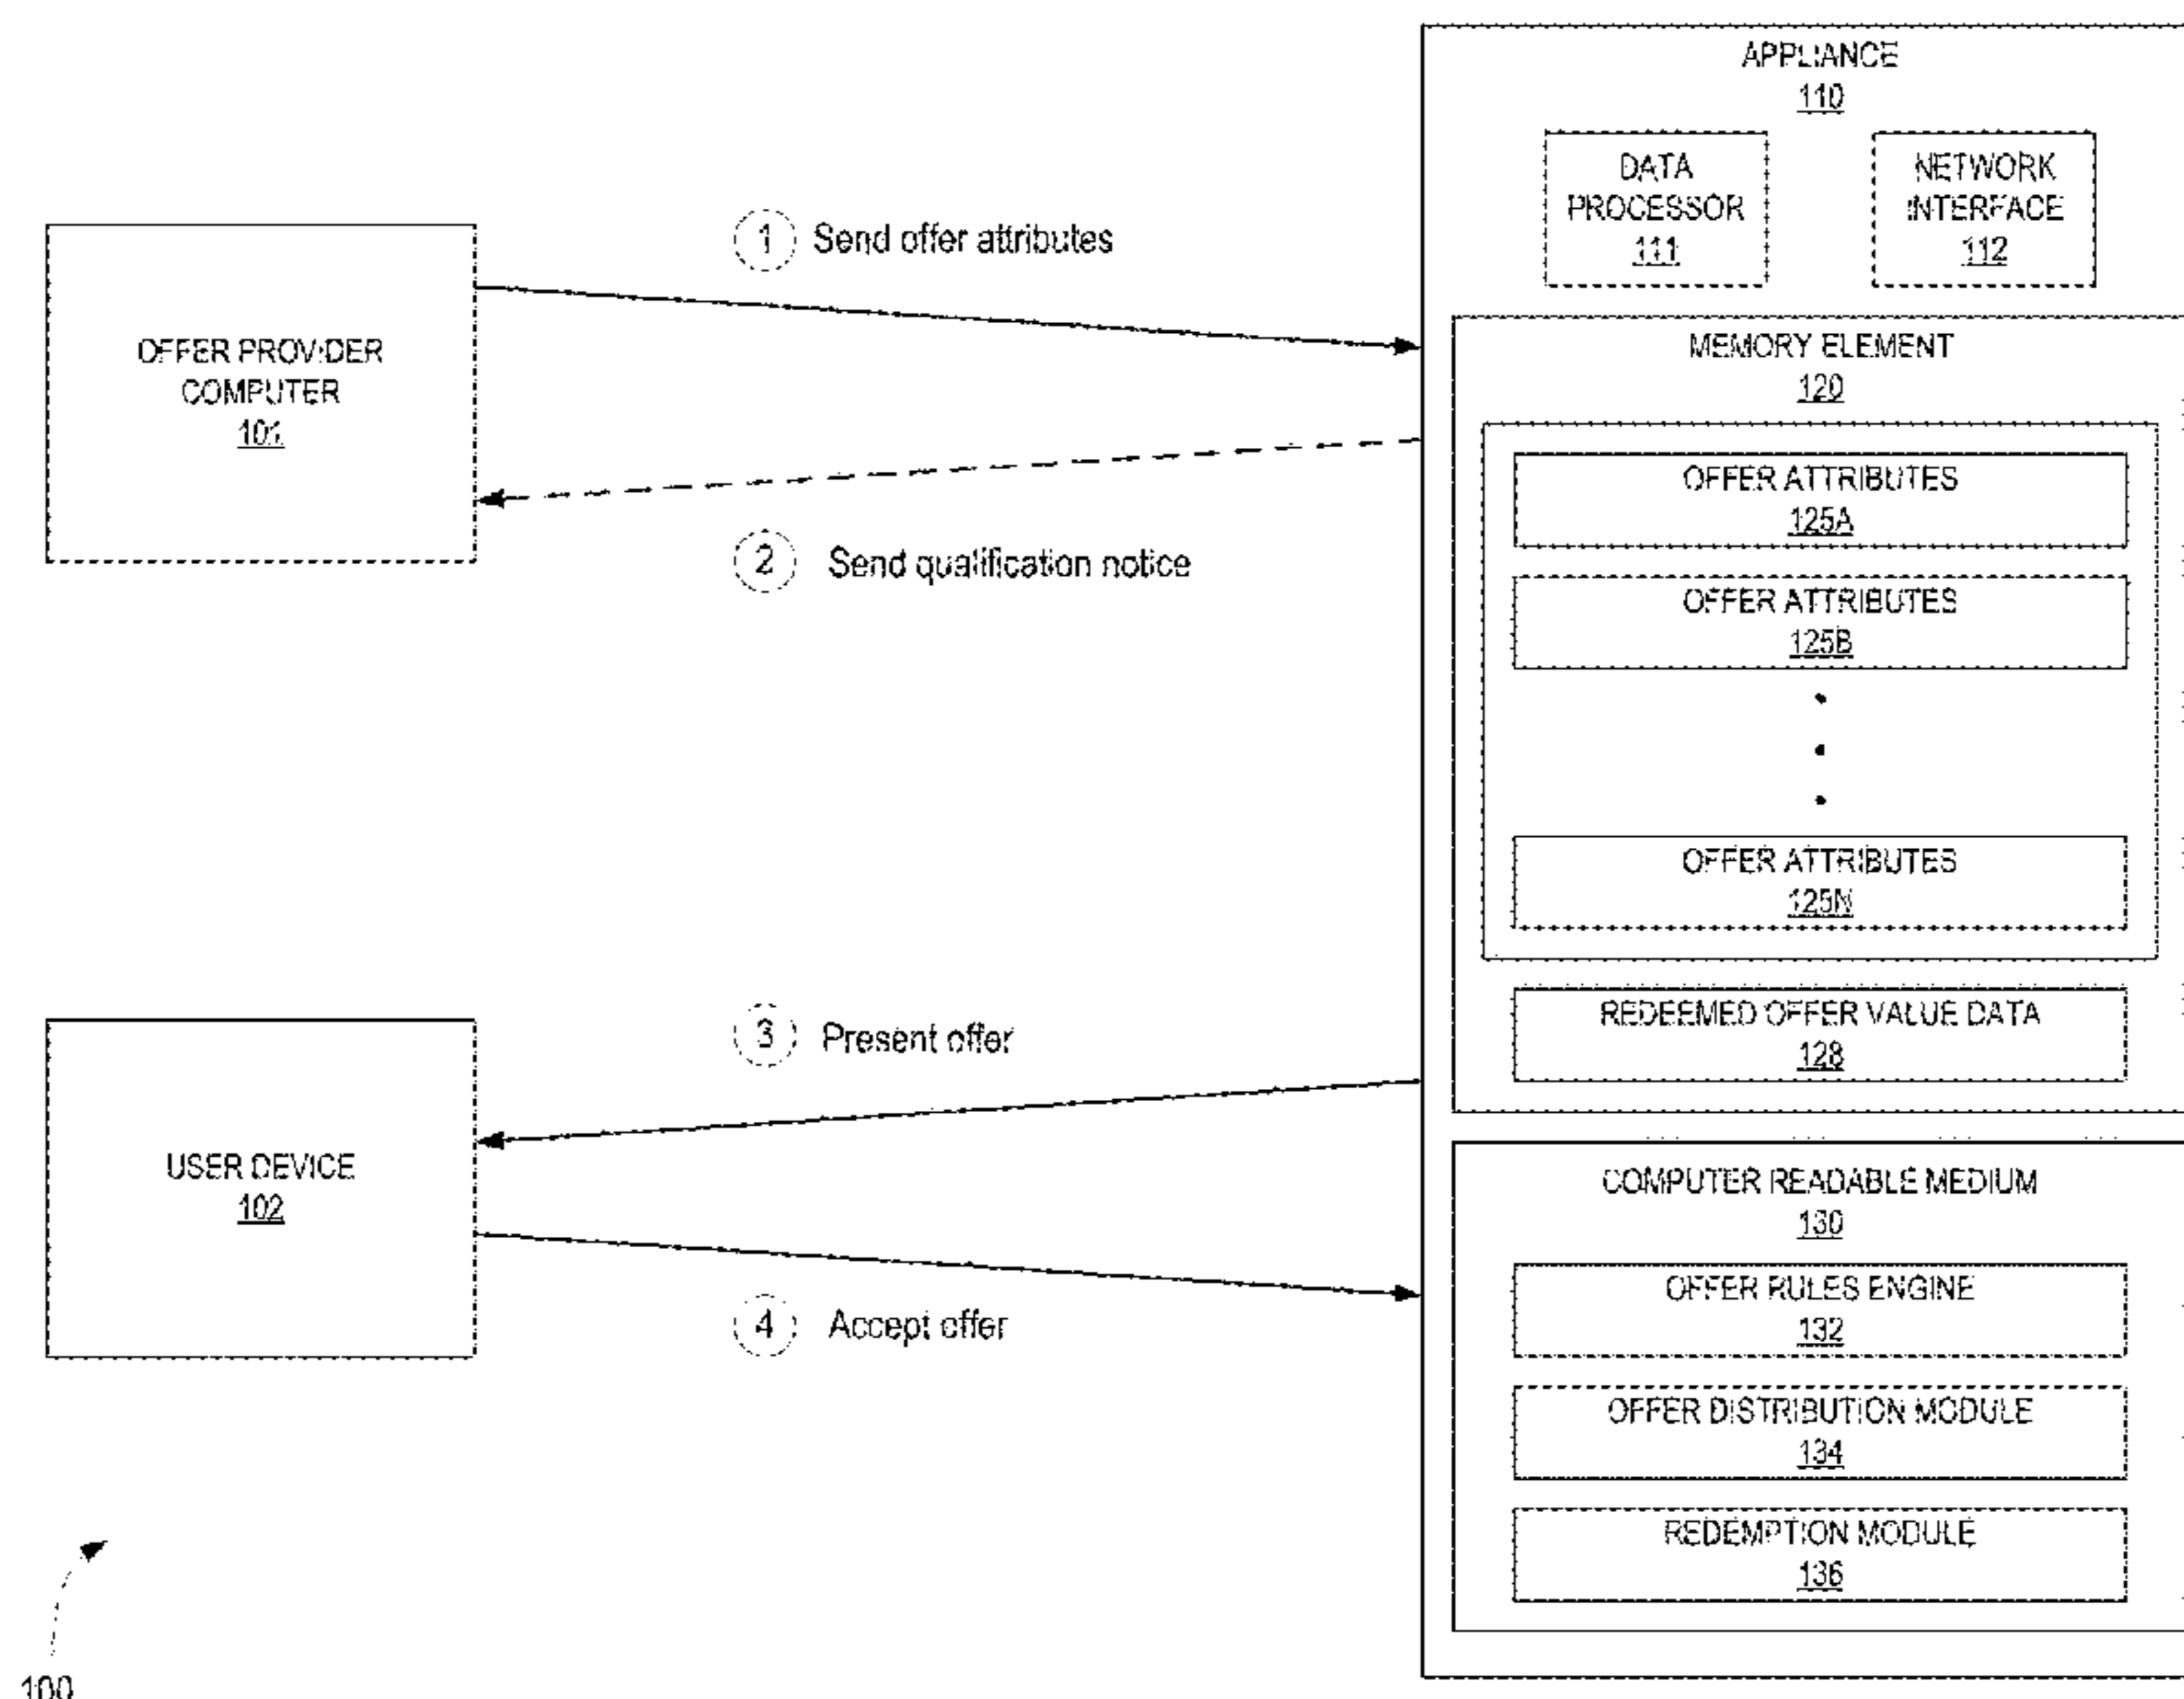 APPLIANCE
110
DATA
PROCESSOR
111
NETWORK
INTERFACE
112
OFFER PROVIDER
COMPUTER
101
1 Send offer attributes
2 Send qualification notice
MEMORY ELEMENT
120
OFFER ATTRIBUTES
125A
OFFER ATTRIBUTES
125B
OFFER ATTRIBUTES
125N
REDEEMED OFFER VALUE DATA
128
USER DEVICE
102
3 Present offer
4 Accept offer
COMPUTER READABLE MEDIUM
130
OFFER RULES ENGINE
132
OFFER DISTRIBUTION MODULE
134
REDEMPTION MODULE
136
100